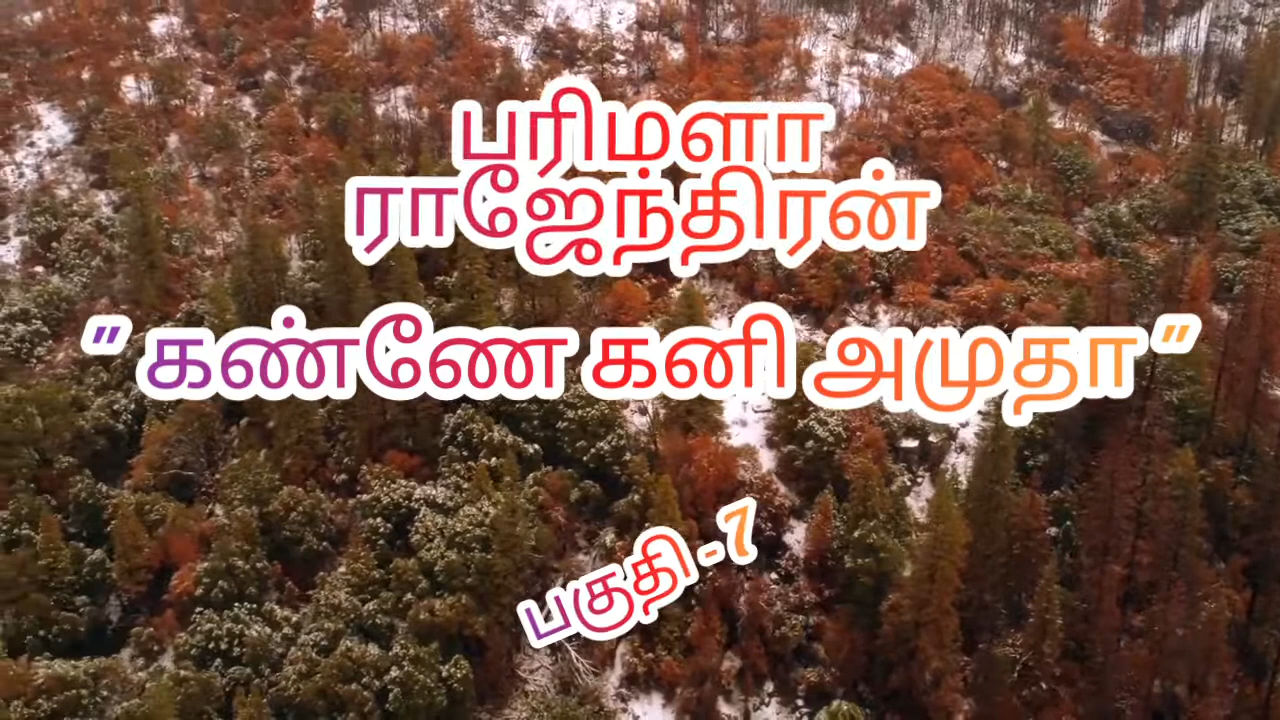 பரிமளா
ராஜேந்திரன்
" கண்ணே கனி அமுதா "
பகுதி -7